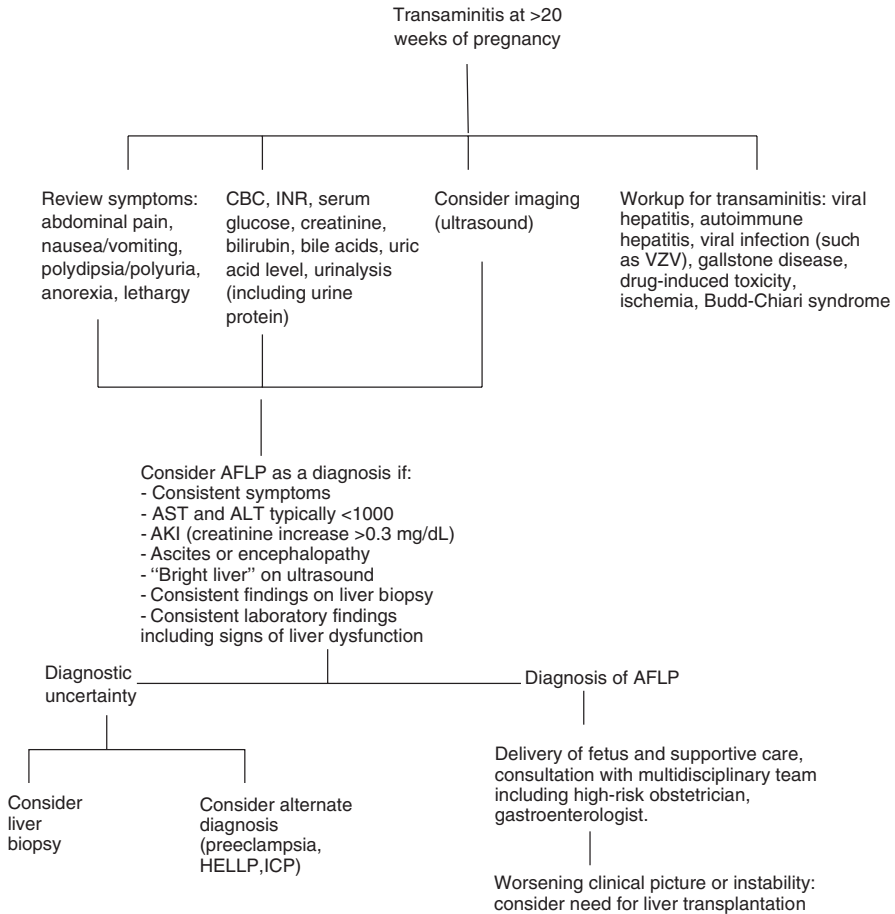 Transaminitis at >20
weeks of pregnancy
Review symptoms:
abdominal pain,
nausea/vomiting,
polydipsia/polyuria,
anorexia, lethargy
CBC, INR, serum
glucose, creatinine,
bilirubin, bile acids, uric
acid level, urinalysis
(including urine
protein)
Consider imaging
(ultrasound)
Workup for transaminitis: viral
hepatitis, autoimmune
hepatitis, viral infection (such
as VZV), gallstone disease,
drug-induced toxicity,
ischemia, Budd-Chiari syndrome
Consider AFLP as a diagnosis if:
- Consistent symptoms
- AST and ALT typically <1000
- AKI (creatinine increase >0.3 mg/dL)
- Ascites or encephalopathy
- “Bright liver” on ultrasound
- Consistent findings on liver biopsy
- Consistent laboratory findings
including signs of liver dysfunction
Diagnostic
uncertainty
Diagnosis of AFLP
Consider
liver
biopsy
Consider alternate
diagnosis
(preeclampsia,
HELLP,ICP)
Delivery of fetus and supportive care,
consultation with multidisciplinary team
including high-risk obstetrician,
gastroenterologist.
Worsening clinical picture or instability:
consider need for liver transplantation